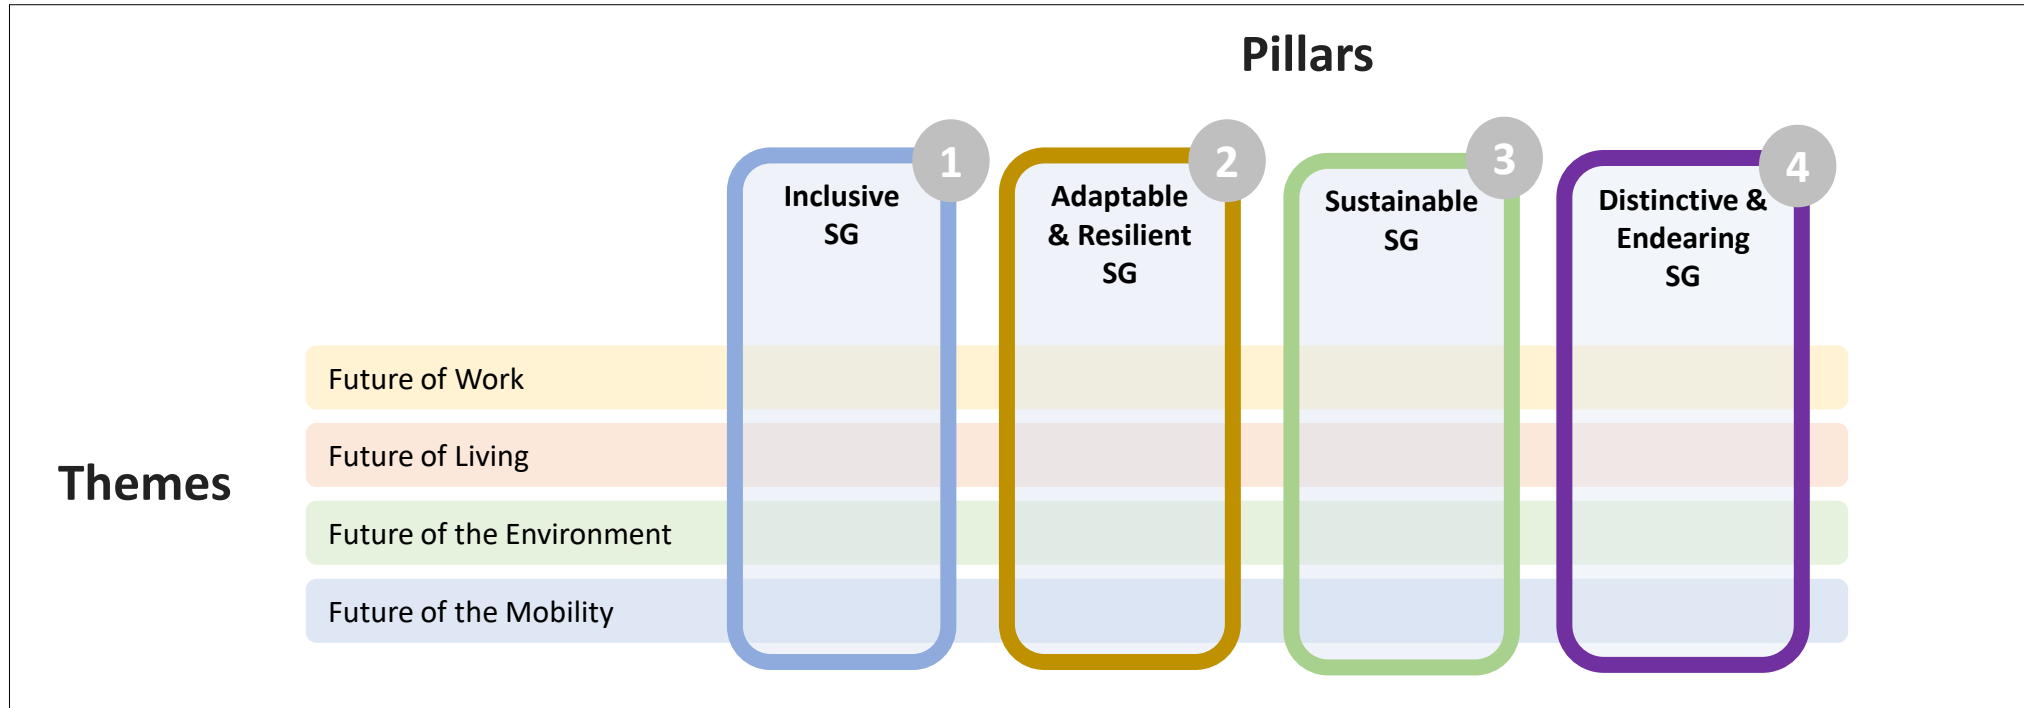 Pillars
1
Inclusive
SG
2
Adaptable
& Resilient
SG
3
Sustainable
SG
4
Distinctive &
Endearing
SG
Themes
Future of Work
Future of Living
Future of the Environment
Future of the Mobility